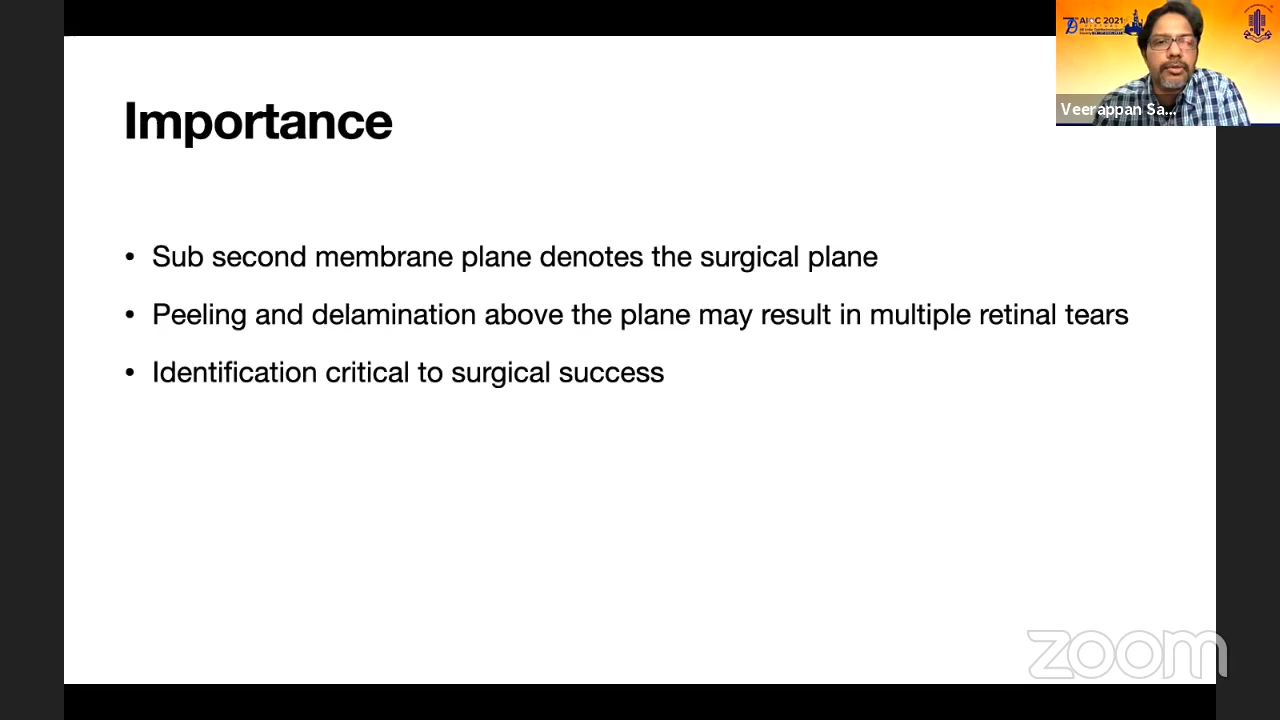 Importance
• Sub second membrane plane denotes the surgical plane
• Peeling and delamination above the plane may result in multiple retinal tears
• Identification critical to surgical success
AIOC 2021
Veerappan Sa...
zoom